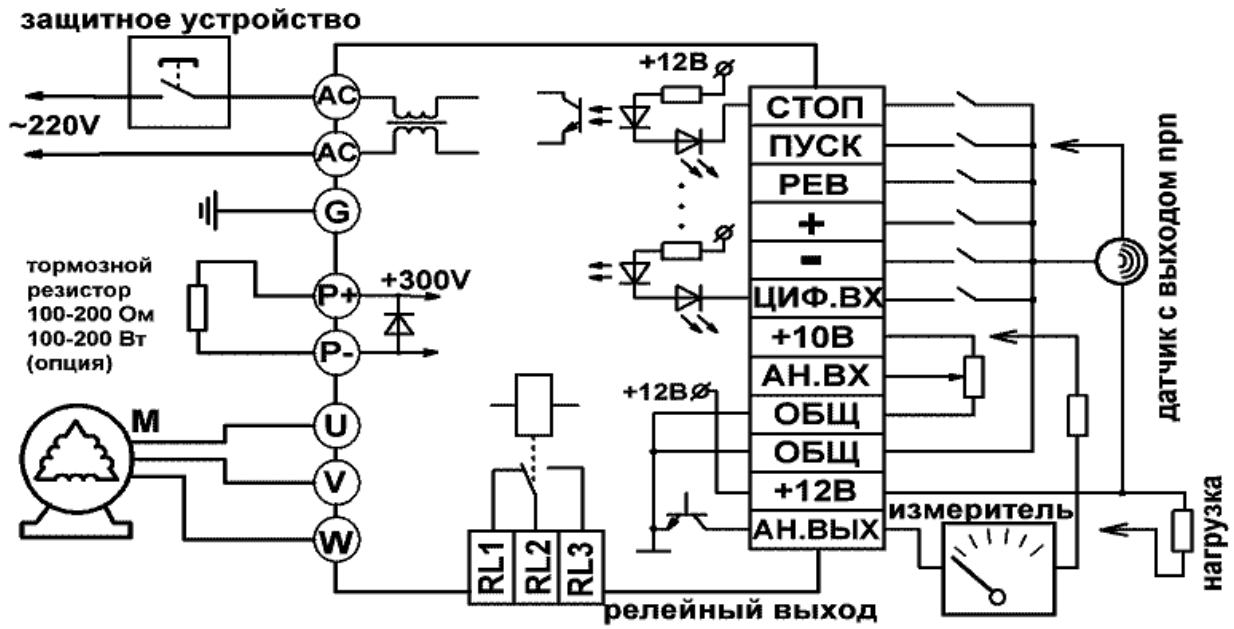 защитное устройство
~220V
AC
AC
G
тормозной
резистор
100-200 Ом
100-200 Вт
(опция)
P+
+300V
P-
M
U
V
W
+12В
СТОП
ПУСК
РЕВ
+
-
ЦИФ.ВХ
+10В
АН.ВХ
+12В
ОБЩ
ОБЩ
+12В
АН.ВЫХ
измеритель
RL1
RL2
RL3
релейный выход
датчик с выходом прп
нагрузка